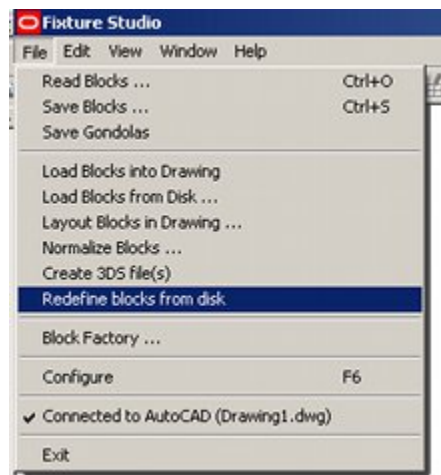 Fixture Studio
File Edit View Window Help
Read Blocks ... Ctrl+O
Save Blocks ... Ctrl+S
Save Gondolas
Load Blocks into Drawing
Load Blocks from Disk ...
Layout Blocks in Drawing ...
Normalize Blocks ...
Create 3DS file(s)
Redefine blocks from disk
Block Factory ...
Configure F6
Connected to AutoCAD (Drawing1.dwg)
Exit